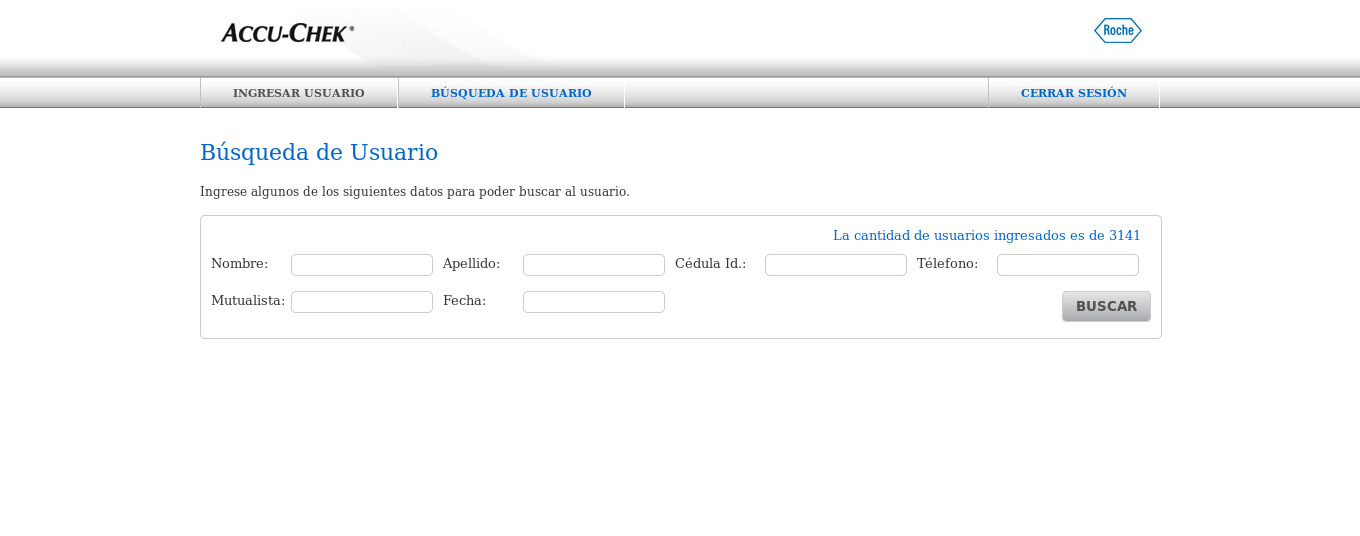 ACCU-CHEK®
Roche
INGRESAR USUARIO
BÚSQUEDA DE USUARIO
CERRAR SESIÓN
Búsqueda de Usuario
Ingrese algunos de los siguientes datos para poder buscar al usuario.
La cantidad de usuarios ingresados es de 3141
Nombre: Apellido: Cédula Id.: Télefono:
Mutualista: Fecha: BUSCAR